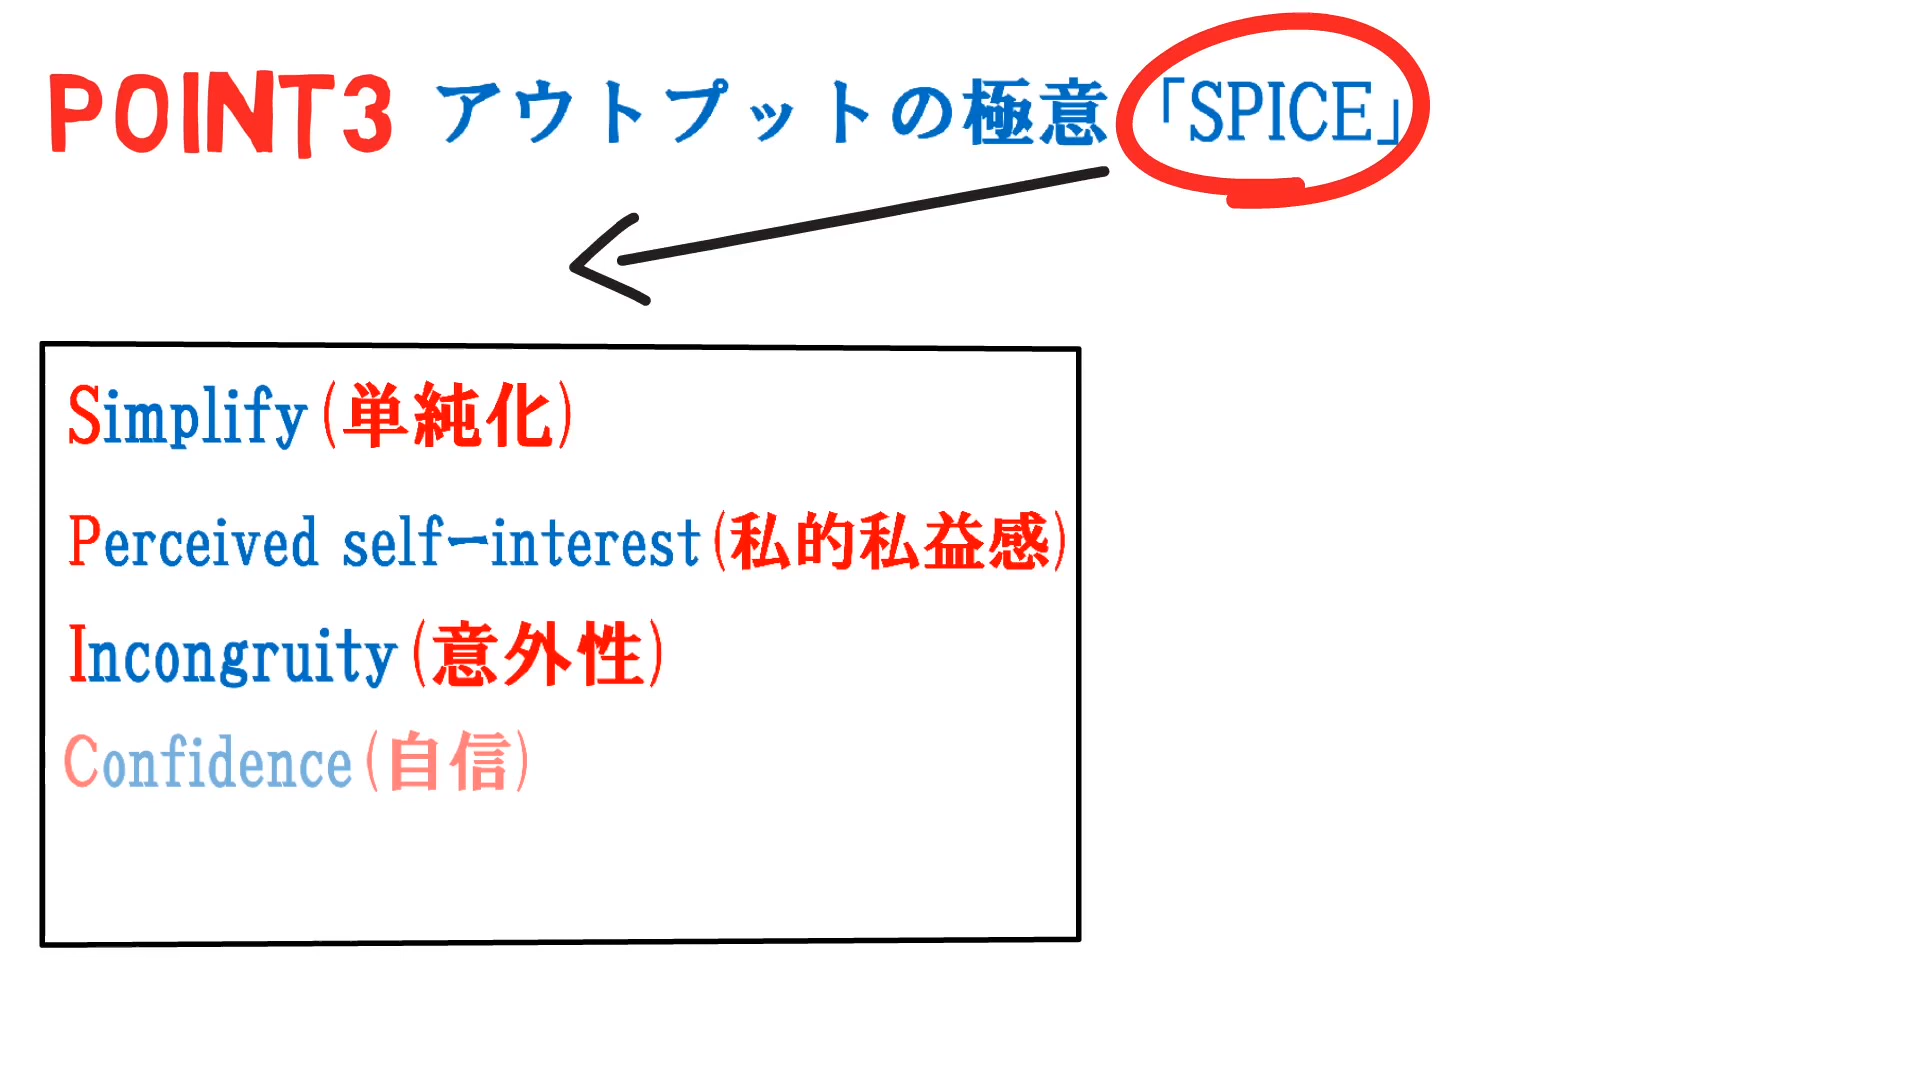 POINT3 アウトプットの極意「SPICE」
Simplify(単純化)
Perceived self-interest(私的私益感)
Incongruity(意外性)
Confidence(自信)